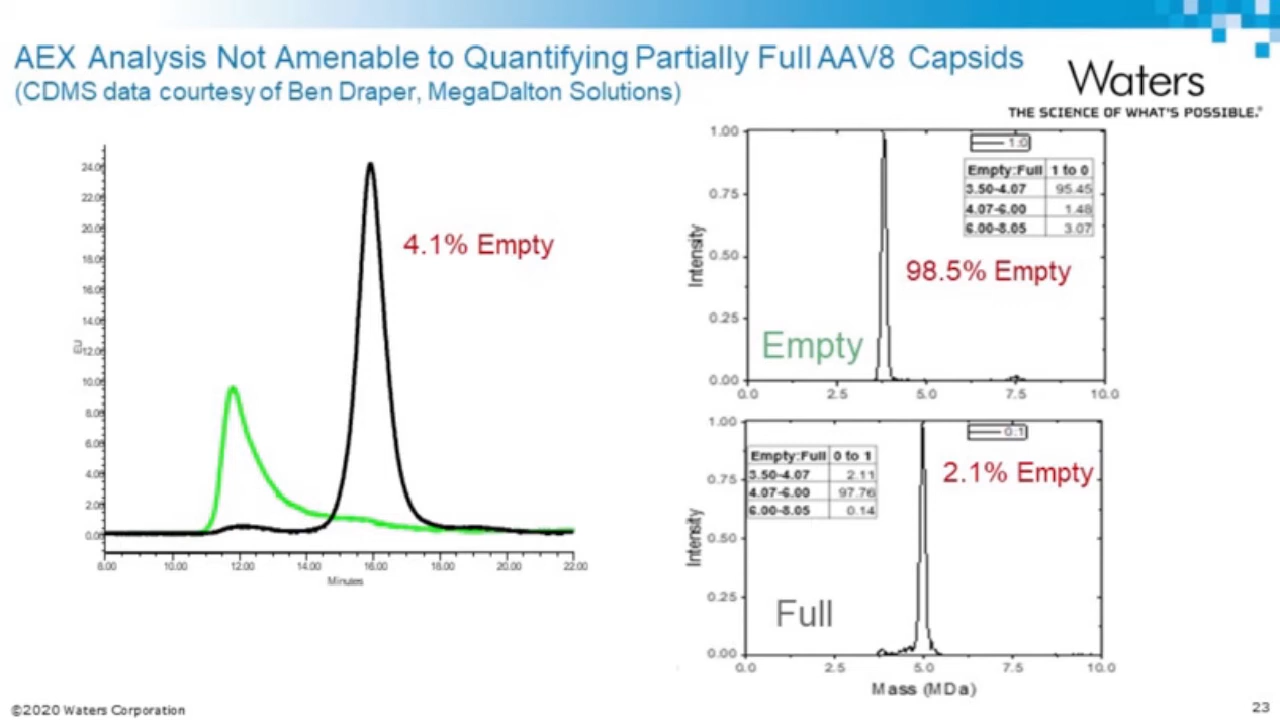 AEX Analysis Not Amenable to Quantifying Partially Full AAV8 Capsids
(CDMS data courtesy of Ben Draper, MegaDalton Solutions)
Waters
THE SCIENCE OF WHAT'S POSSIBLE.®
24.0
22.0
20.0
18.0
16.0
14.0
12.0
10.0
8.0
6.0
4.0
2.0
0.0
EU
4.1% Empty
8.00 10.00 12.00 14.00 16.00 18.00 20.00 22.00
Minutes
1.00
0.75
0.50
0.25
0.00
Intensity
1:0
Empty:Full 1 to 0
3.50-4.07 95.45
4.07-6.00 1.48
6.00-8.05 3.07
98.5% Empty
Empty
0.0 2.5 5.0 7.5 10.0
1.00
0.75
0.50
0.25
0.00
Intensity
0:1
Empty:Full 0 to 1
3.50-4.07 2.11
4.07-6.00 97.76
6.00-8.05 0.14
2.1% Empty
Full
0.0 2.5 5.0 7.5 10.0
Mass (MDa)
©2020 Waters Corporation
23